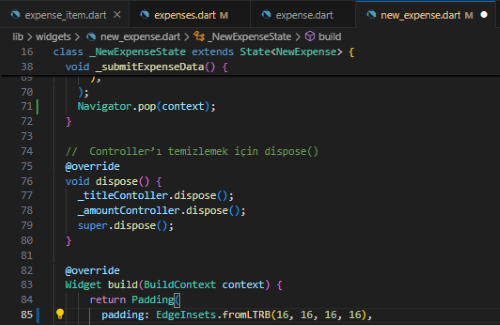 expense_item.dart expenses.dart M expense.dart new_expense.dart M
lib > widgets > new_expense.dart > _NewExpenseState > build
16 class _NewExpenseState extends State<NewExpense> {
38 void _submitExpenseData() {
69 ),
70 );
71 Navigator.pop(context);
72 }
73
74 // Controller’ı temizlemek için dispose()
75 @override
76 void dispose() {
77 _titleContoller.dispose();
78 _amountController.dispose();
79 super.dispose();
80 }
81
82 @override
83 Widget build(BuildContext context) {
84 return Padding(
85 padding: EdgeInsets.fromLTRB(16, 16, 16, 16),